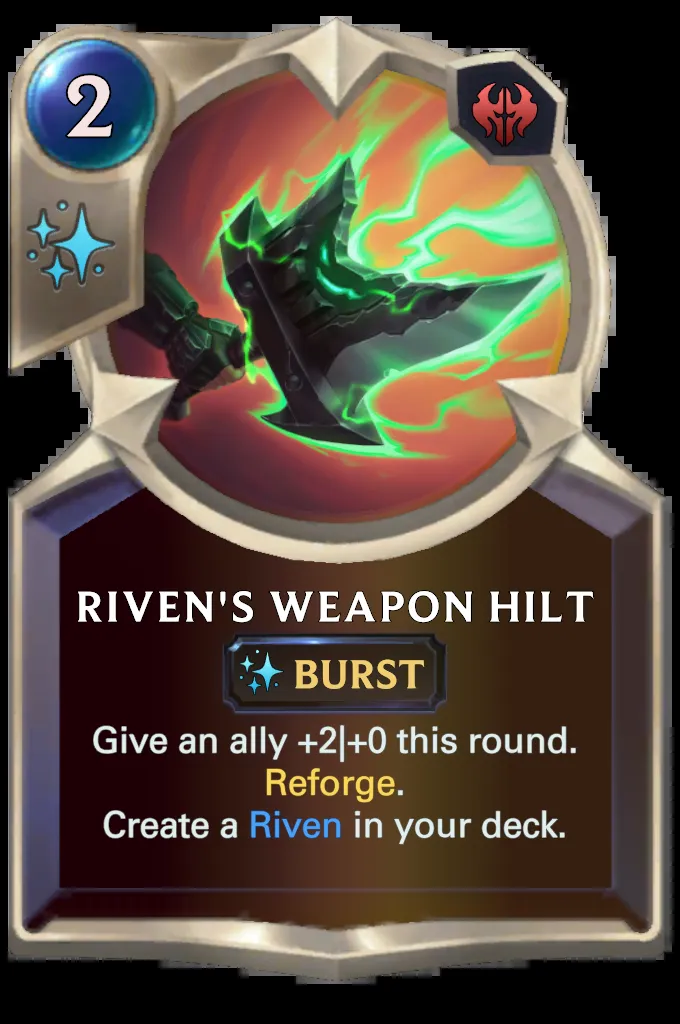 2
RIVEN'S WEAPON HILT
BURST
Give an ally +2|+0 this round.
Reforge.
Create a Riven in your deck.